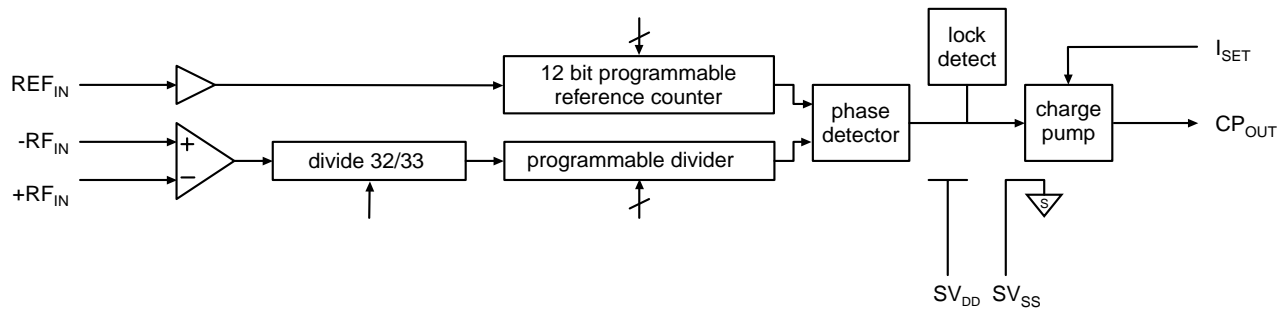 lock
detect
I_SET
REF_IN
12 bit programmable
reference counter
phase
detector
charge
pump
CP_OUT
-RF_IN
+
divide 32/33
programmable divider
−
+RF_IN
S
SV_DD
SV_SS